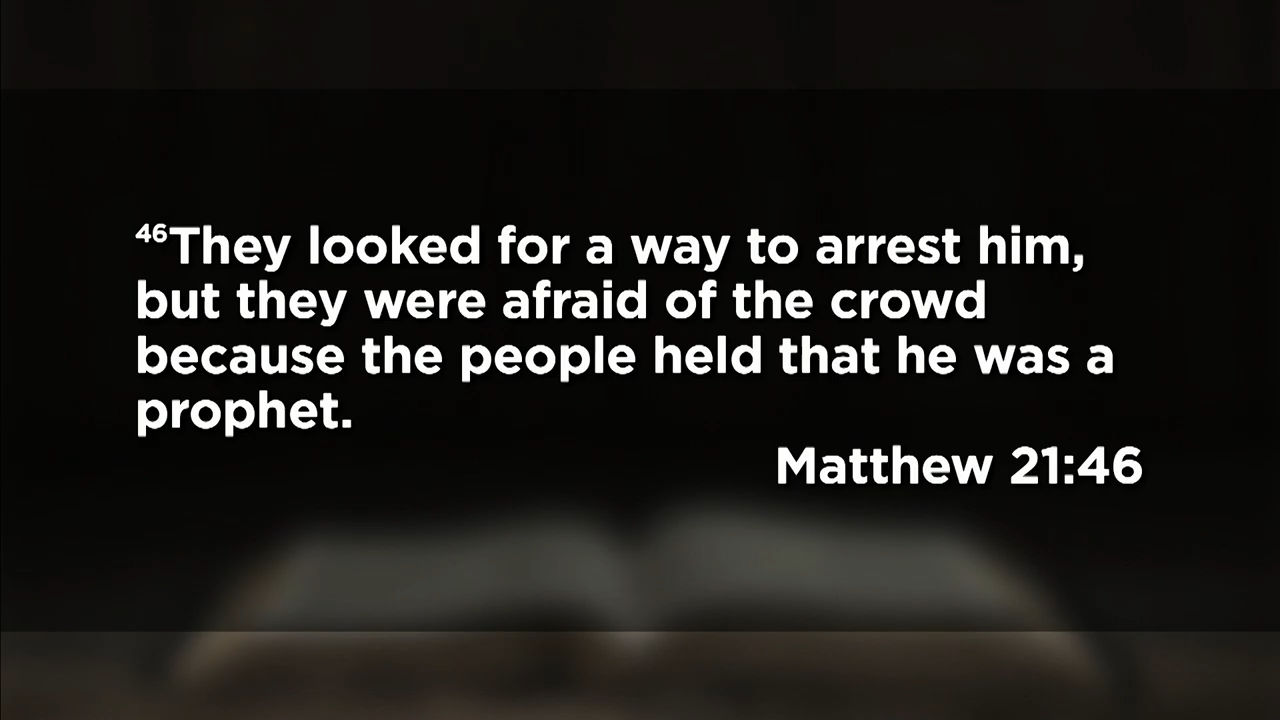 46They looked for a way to arrest him,
but they were afraid of the crowd
because the people held that he was a
prophet.
Matthew 21:46